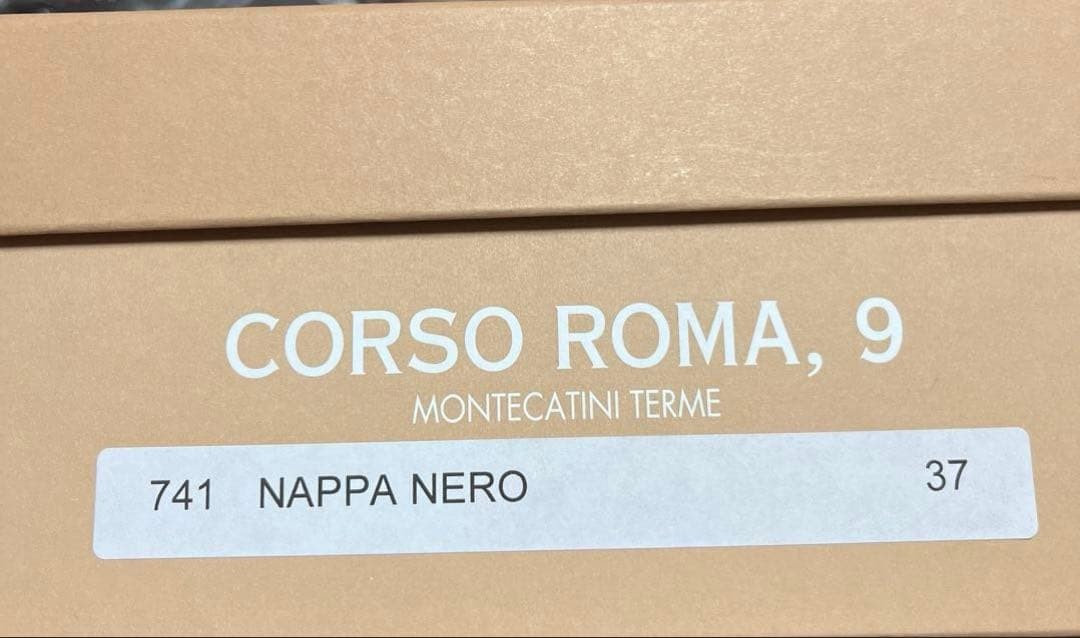 CORSO ROMA, 9
MONTECATINI TERME
741 NAPPA NERO 37